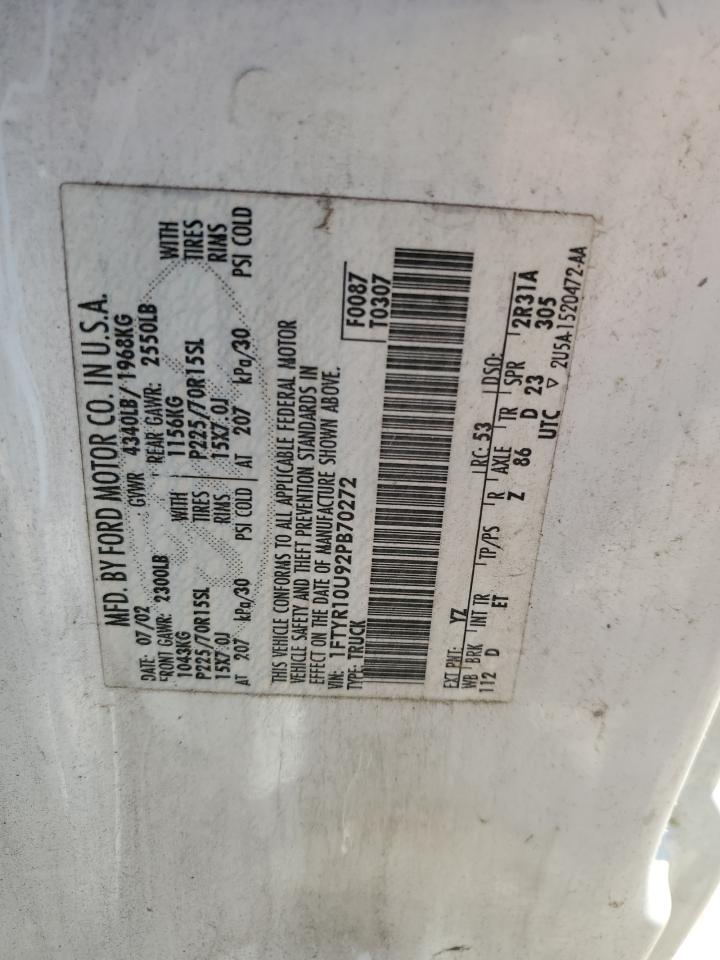 MFD. BY FORD MOTOR CO. IN U.S.A.
DATE: 07/02 GVWR 4340LB/ 1968KG
FRONT GAWR: 2300LB REAR GAWR: 2550LB
1043KG WITH 1156KG WITH
P225/70R15SL TIRES P225/70R15SL TIRES
15X7.0J RIMS 15X7.0J RIMS
AT 207 kPa/30 PSI COLD AT 207 kPa/30 PSI COLD
THIS VEHICLE CONFORMS TO ALL APPLICABLE FEDERAL MOTOR
VEHICLE SAFETY AND THEFT PREVENTION STANDARDS IN
EFFECT ON THE DATE OF MANUFACTURE SHOWN ABOVE.
VIN: 1FTYR10U92PB70272 F0087
TYPE: TRUCK T0307
EXT PNT: YZ RC: 53 DSO:
WB BRK INT TR TP/PS R AXLE TR SPR 2R31A
112 D ET Z 86 D 23 305
UTC ▽ 2U5A-1520472-AA